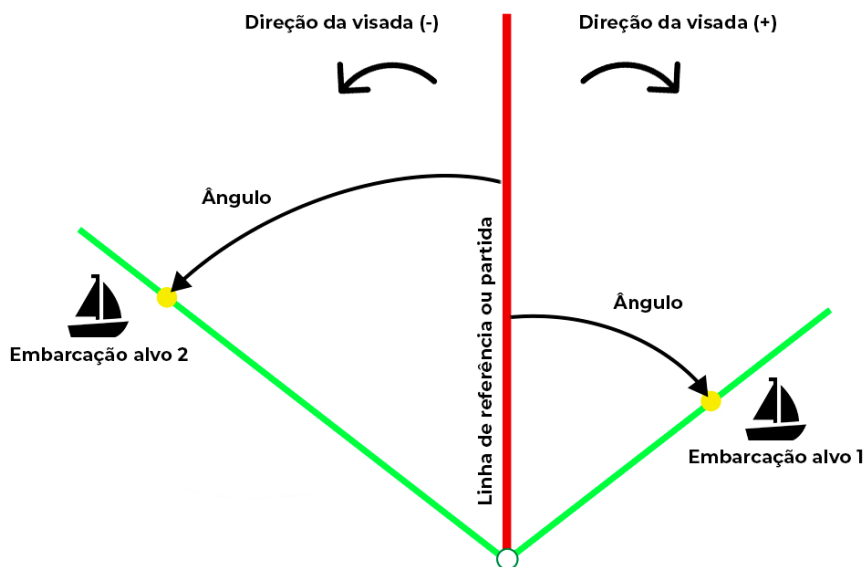 Direção da visada (-)
Direção da visada (+)
Ângulo
Linha de referência ou partida
Ângulo
Embarcação alvo 2
Embarcação alvo 1